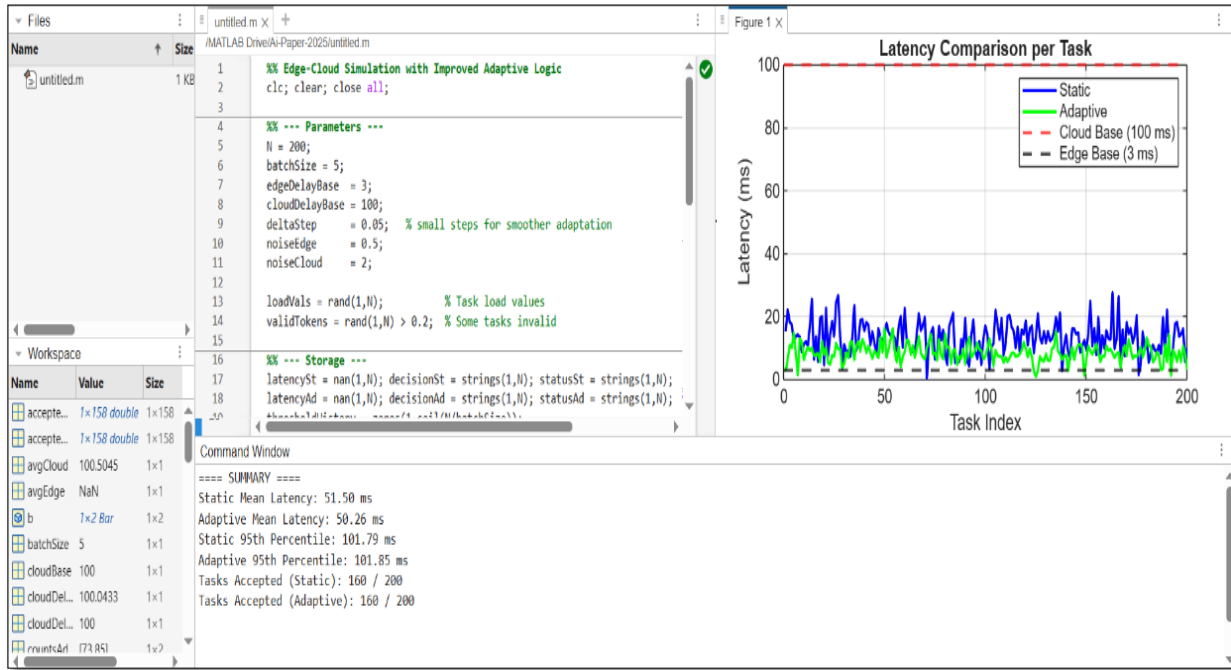 Files
Name Size
untitled.m 1 KB
Workspace
Name Value Size
accepte... 1×158 double 1×158
accepte... 1×158 double 1×158
avgCloud 100.5045 1×1
avgEdge NaN 1×1
b 1×2 Bar 1×2
batchSize 5 1×1
cloudBase 100 1×1
cloudDel... 100.0433 1×1
cloudDel... 100 1×1
countsAd [73,85] 1×2
untitled.m × +
/MATLAB Drive/Ai-Paper-2025/untitled.m
1 %% Edge-Cloud Simulation with Improved Adaptive Logic
2 clc; clear; close all;
3
4 %% --- Parameters ---
5 N = 200;
6 batchSize = 5;
7 edgeDelayBase = 3;
8 cloudDelayBase = 100;
9 deltaStep = 0.05; % small steps for smoother adaptation
10 noiseEdge = 0.5;
11 noiseCloud = 2;
12
13 loadVals = rand(1,N); % Task load values
14 validTokens = rand(1,N) > 0.2; % Some tasks invalid
15
16 %% --- Storage ---
17 latencySt = nan(1,N); decisionSt = strings(1,N); statusSt = strings(1,N);
18 latencyAd = nan(1,N); decisionAd = strings(1,N); statusAd = strings(1,N);
Figure 1 ×
Latency Comparison per Task
Static
Adaptive
Cloud Base (100 ms)
Edge Base (3 ms)
100
80
60
40
20
0
Latency (ms)
0 50 100 150 200
Task Index
Command Window
==== SUMMARY ====
Static Mean Latency: 51.50 ms
Adaptive Mean Latency: 50.26 ms
Static 95th Percentile: 101.79 ms
Adaptive 95th Percentile: 101.85 ms
Tasks Accepted (Static): 160 / 200
Tasks Accepted (Adaptive): 160 / 200